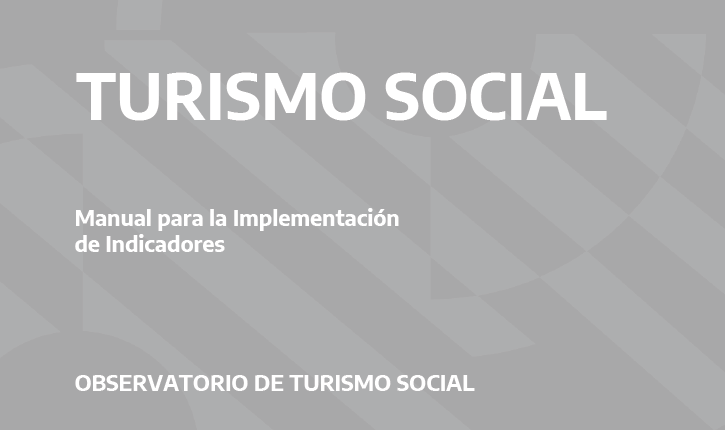 TURISMO SOCIAL
Manual para la Implementación
de Indicadores
OBSERVATORIO DE TURISMO SOCIAL